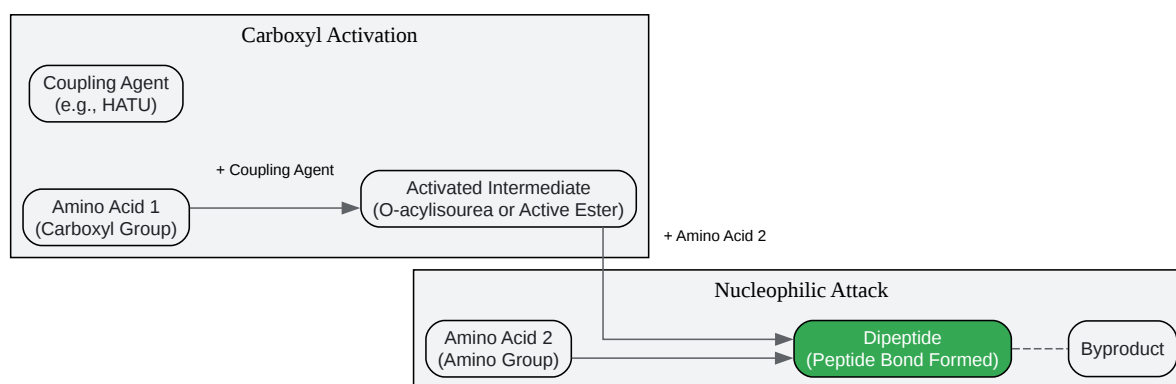 Carboxyl Activation
Coupling Agent
(e.g., HATU)
+ Coupling Agent
Amino Acid 1
(Carboxyl Group)
Activated Intermediate
(O-acylisourea or Active Ester)
+ Amino Acid 2
Nucleophilic Attack
Amino Acid 2
(Amino Group)
Dipeptide
(Peptide Bond Formed)
Byproduct